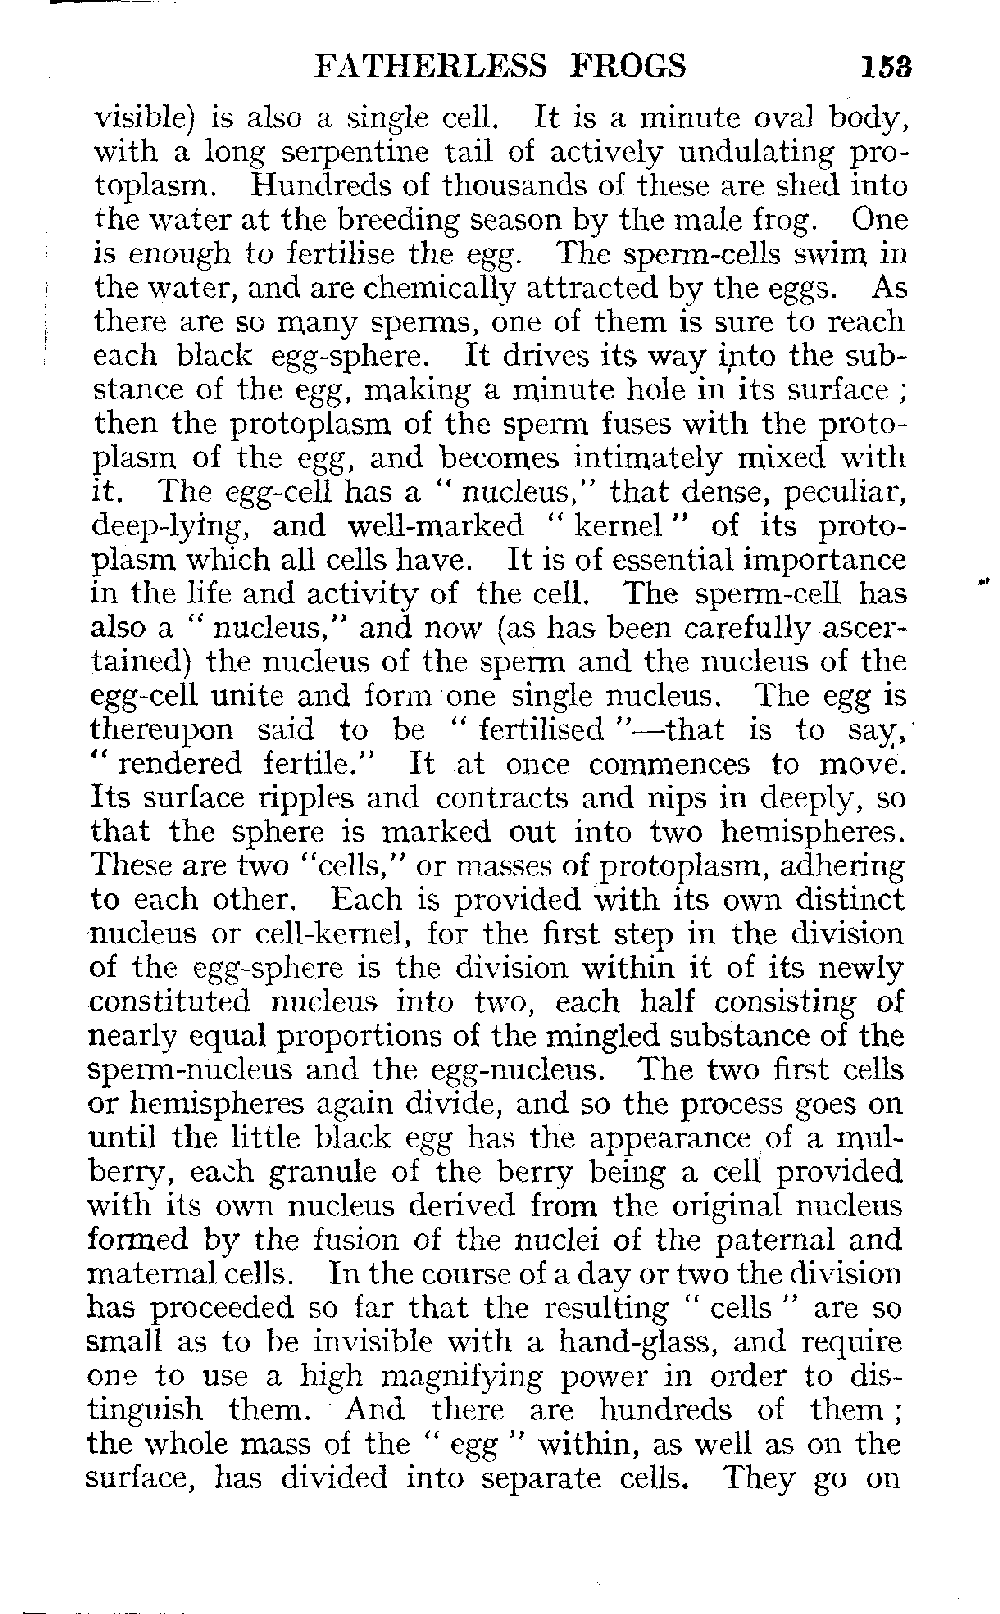 FATHERLESS FROGS 153
visible) is also a single cell. It is a minute oval body,
with a long serpentine tail of actively undulating pro-
toplasm. Hundreds of thousands of these are shed into
the water at the breeding season by the male frog. One
is enough to fertilise the egg. The sperm-cells swim in
the water, and are chemically attracted by the eggs. As
there are so many sperms, one of them is sure to reach
each black egg-sphere. It drives its way into the sub-
stance of the egg, making a minute hole in its surface ;
then the protoplasm of the sperm fuses with the proto-
plasm of the egg, and becomes intimately mixed with
it. The egg-cell has a " nucleus," that dense, peculiar,
deep-lying, and well-marked " kernel " of its proto-
plasm which all cells have. It is of essential importance
in the life and activity of the cell. The sperm-cell has
also a " nucleus," and now (as has been carefully ascer-
tained) the nucleus of the sperm and the nucleus of the
egg-cell unite and form one single nucleus. The egg is
thereupon said to be " fertilised "—that is to say,
" rendered fertile." It at once commences to move.
Its surface ripples and contracts and nips in deeply, so
that the sphere is marked out into two hemispheres.
These are two "cells," or masses of protoplasm, adhering
to each other. Each is provided with its own distinct
nucleus or cell-kernel, for the first step in the division
of the egg-sphere is the division within it of its newly
constituted nucleus into two, each half consisting of
nearly equal proportions of the mingled substance of the
sperm-nucleus and the egg-nucleus. The two first cells
or hemispheres again divide, and so the process goes on
until the little black egg has the appearance of a mul-
berry, each granule of the berry being a cell provided
with its own nucleus derived from the original nucleus
formed by the fusion of the nuclei of the paternal and
maternal cells. In the course of a day or two the division
has proceeded so far that the resulting " cells " are so
small as to be invisible with a hand-glass, and require
one to use a high magnifying power in order to dis-
tinguish them. And there are hundreds of them ;
the whole mass of the " egg " within, as well as on the
surface, has divided into separate cells. They go on